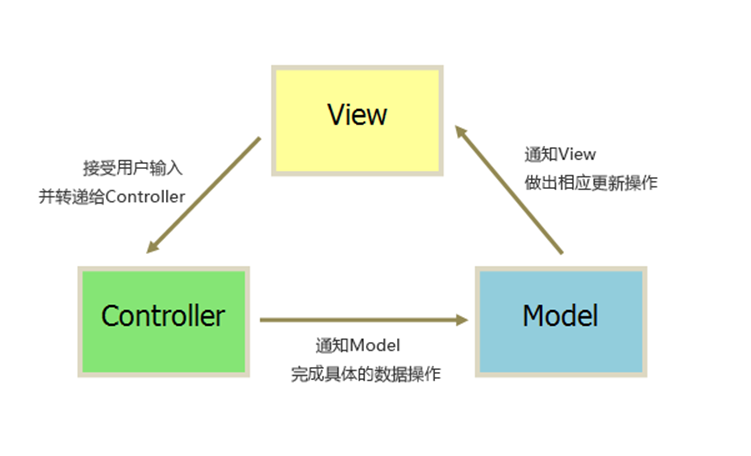 View
接受用户输入
并转递给Controller
通知View
做出相应更新操作
Controller
通知Model
完成具体的数据操作
Model